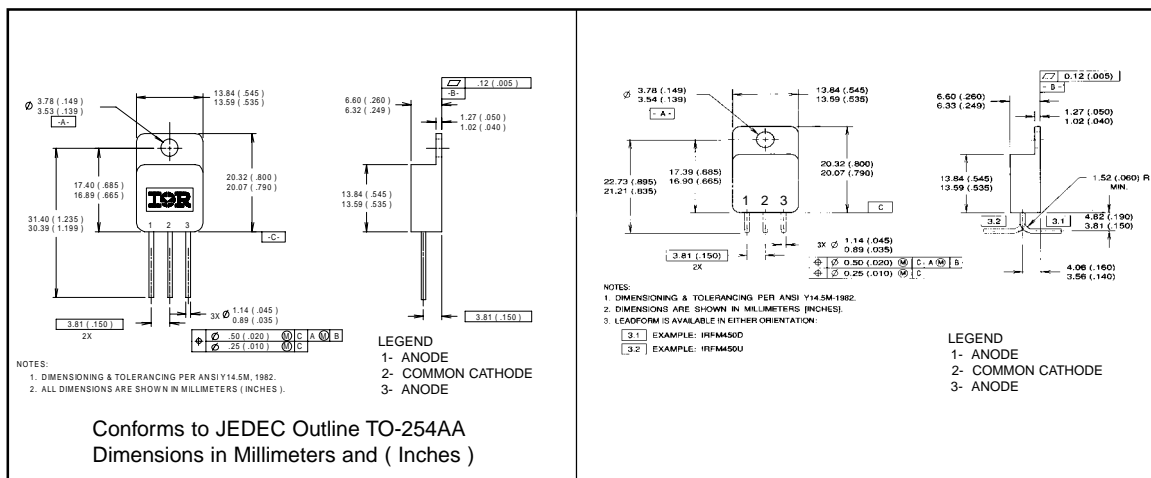 .12 ( .005 )
-B-
13.84 ( .545 )
13.59 ( .535 )
6.60 ( .260 )
6.32 ( .249 )
Ø 3.78 ( .149 )
3.53 ( .139 )
-A-
1.27 ( .050 )
1.02 ( .040 )
17.40 ( .685 )
16.89 ( .665 )
20.32 ( .800 )
20.07 ( .790 )
13.84 ( .545 )
13.59 ( .535 )
31.40 ( 1.235 )
30.39 ( 1.199 )
IOR
1 2 3
-C-
3X Ø 1.14 ( .045 )
0.89 ( .035 )
3.81 ( .150 )
2X
3.81 ( .150 )
⌖ Ø .50 ( .020 ) Ⓜ C A Ⓜ B
Ø .25 ( .010 ) Ⓜ C
LEGEND
1- ANODE
2- COMMON CATHODE
3- ANODE
NOTES:
1. DIMENSIONING & TOLERANCING PER ANSI Y14.5M, 1982.
2. ALL DIMENSIONS ARE SHOWN IN MILLIMETERS ( INCHES ).
Conforms to JEDEC Outline TO-254AA
Dimensions in Millimeters and ( Inches )
0.12 (.005)
- B -
13.84 (.545)
13.59 (.535)
6.60 (.260)
6.33 (.249)
Ø 3.78 (.149)
3.54 (.139)
- A -
1.27 (.050)
1.02 (.040)
20.32 (.800)
20.07 (.790)
17.39 (.685)
16.90 (.665)
22.73 (.895)
21.21 (.835)
13.84 (.545)
13.59 (.535)
1.52 (.060) R
MIN.
1 2 3
C
3.2
3.1
4.82 (.190)
3.81 (.150)
3X Ø 1.14 (.045)
0.89 (.035)
3.81 (.150)
2X
⌖ Ø 0.50 (.020) Ⓜ C A Ⓜ B
⌖ Ø 0.25 (.010) Ⓜ C
4.06 (.160)
3.56 (.140)
NOTES:
1. DIMENSIONING & TOLERANCING PER ANSI Y14.5M-1982.
2. DIMENSIONS ARE SHOWN IN MILLIMETERS [INCHES].
3. LEADFORM IS AVAILABLE IN EITHER ORIENTATION:
3.1 EXAMPLE: IRFM450D
3.2 EXAMPLE: IRFM450U
LEGEND
1- ANODE
2- COMMON CATHODE
3- ANODE